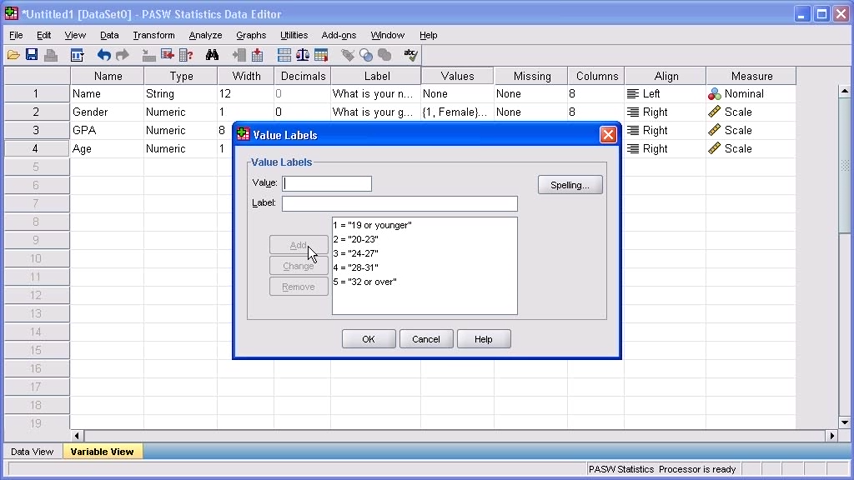 *Untitled1 [DataSet0] - PASW Statistics Data Editor
File Edit View Data Transform Analyze Graphs Utilities Add-ons Window Help
Name Type Width Decimals Label Values Missing Columns Align Measure
1 Name String 12 0 What is your n... None None 8 Left Nominal
2 Gender Numeric 1 0 What is your g... {1, Female}... None 8 Right Scale
3 GPA Numeric 8 Right Scale
4 Age Numeric 1 Right Scale
5
6
7
8
9
10
11
12
13
14
15
16
17
18
19
Value Labels
Value Labels
Value:
Spelling...
Label:
1 = "19 or younger"
2 = "20-23"
3 = "24-27"
4 = "28-31"
5 = "32 or over"
Add
Change
Remove
OK Cancel Help
Data View Variable View
PASW Statistics Processor is ready